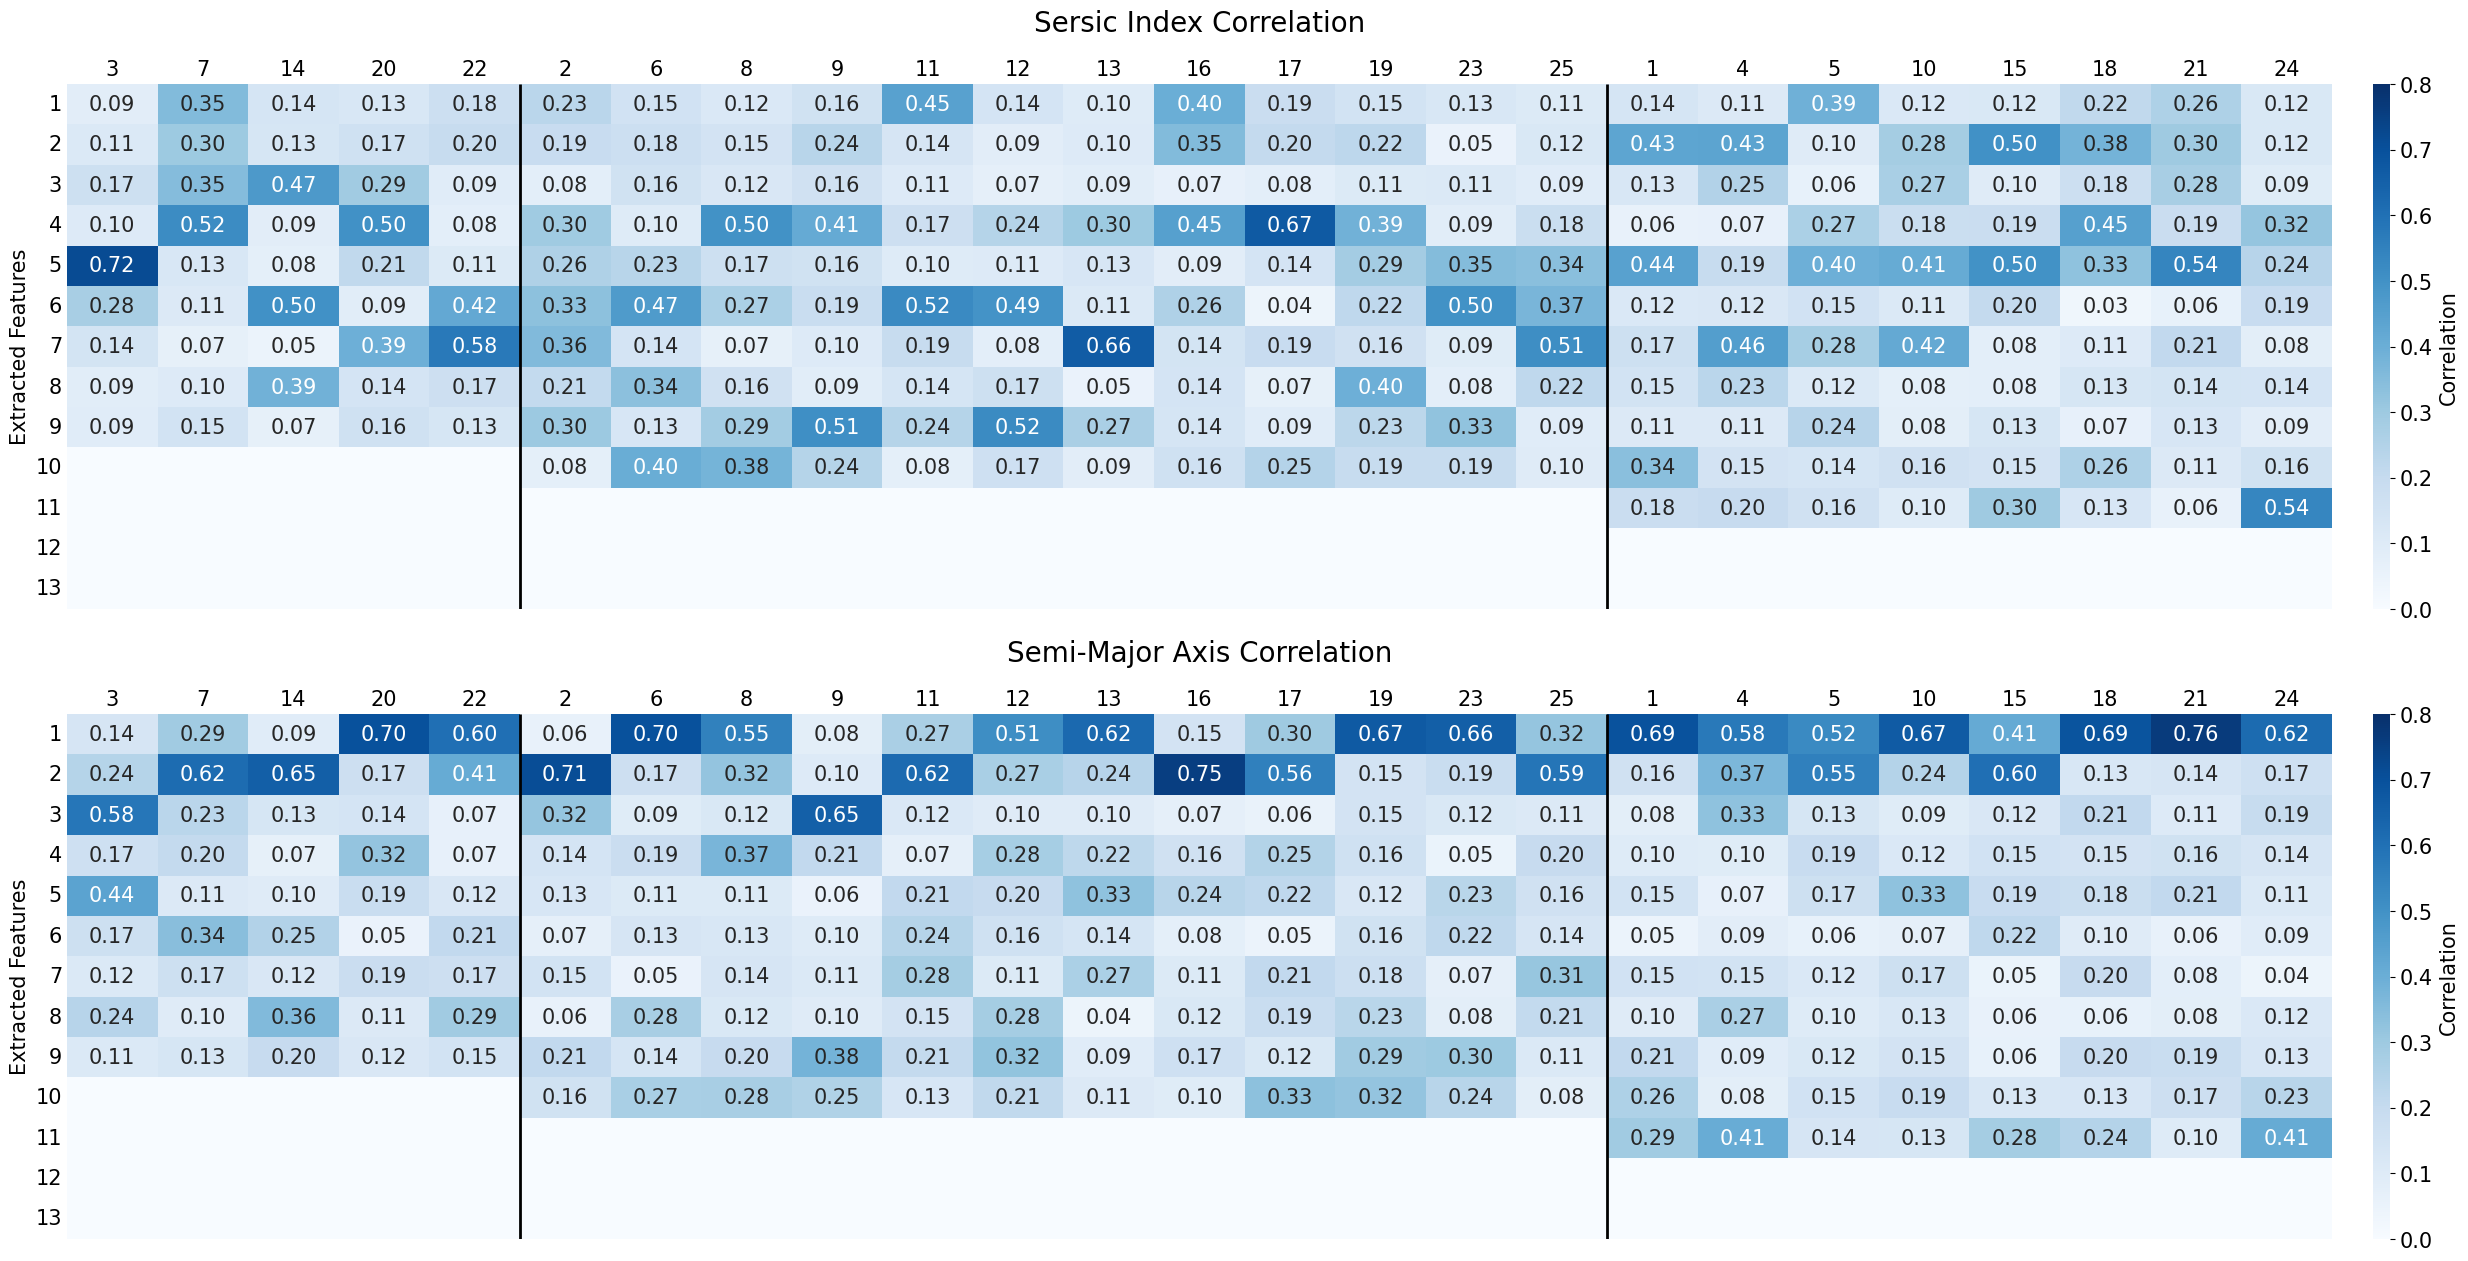 Sersic Index Correlation
3 7 14 20 22 2 6 8 9 11 12 13 16 17 19 23 25 1 4 5 10 15 18 21 24
1 0.09 0.35 0.14 0.13 0.18 0.23 0.15 0.12 0.16 0.45 0.14 0.10 0.40 0.19 0.15 0.13 0.11 0.14 0.11 0.39 0.12 0.12 0.22 0.26 0.12
2 0.11 0.30 0.13 0.17 0.20 0.19 0.18 0.15 0.24 0.14 0.09 0.10 0.35 0.20 0.22 0.05 0.12 0.43 0.43 0.10 0.28 0.50 0.38 0.30 0.12
3 0.17 0.35 0.47 0.29 0.09 0.08 0.16 0.12 0.16 0.11 0.07 0.09 0.07 0.08 0.11 0.11 0.09 0.13 0.25 0.06 0.27 0.10 0.18 0.28 0.09
4 0.10 0.52 0.09 0.50 0.08 0.30 0.10 0.50 0.41 0.17 0.24 0.30 0.45 0.67 0.39 0.09 0.18 0.06 0.07 0.27 0.18 0.19 0.45 0.19 0.32
5 0.72 0.13 0.08 0.21 0.11 0.26 0.23 0.17 0.16 0.10 0.11 0.13 0.09 0.14 0.29 0.35 0.34 0.44 0.19 0.40 0.41 0.50 0.33 0.54 0.24
6 0.28 0.11 0.50 0.09 0.42 0.33 0.47 0.27 0.19 0.52 0.49 0.11 0.26 0.04 0.22 0.50 0.37 0.12 0.12 0.15 0.11 0.20 0.03 0.06 0.19
7 0.14 0.07 0.05 0.39 0.58 0.36 0.14 0.07 0.10 0.19 0.08 0.66 0.14 0.19 0.16 0.09 0.51 0.17 0.46 0.28 0.42 0.08 0.11 0.21 0.08
8 0.09 0.10 0.39 0.14 0.17 0.21 0.34 0.16 0.09 0.14 0.17 0.05 0.14 0.07 0.40 0.08 0.22 0.15 0.23 0.12 0.08 0.08 0.13 0.14 0.14
9 0.09 0.15 0.07 0.16 0.13 0.30 0.13 0.29 0.51 0.24 0.52 0.27 0.14 0.09 0.23 0.33 0.09 0.11 0.11 0.24 0.08 0.13 0.07 0.13 0.09
10 0.08 0.40 0.38 0.24 0.08 0.17 0.09 0.16 0.25 0.19 0.19 0.10 0.34 0.15 0.14 0.16 0.15 0.26 0.11 0.16
11 0.18 0.20 0.16 0.10 0.30 0.13 0.06 0.54
12
13
Extracted Features
0.8
0.7
0.6
0.5
0.4
0.3
0.2
0.1
0.0
Correlation
Semi-Major Axis Correlation
3 7 14 20 22 2 6 8 9 11 12 13 16 17 19 23 25 1 4 5 10 15 18 21 24
1 0.14 0.29 0.09 0.70 0.60 0.06 0.70 0.55 0.08 0.27 0.51 0.62 0.15 0.30 0.67 0.66 0.32 0.69 0.58 0.52 0.67 0.41 0.69 0.76 0.62
2 0.24 0.62 0.65 0.17 0.41 0.71 0.17 0.32 0.10 0.62 0.27 0.24 0.75 0.56 0.15 0.19 0.59 0.16 0.37 0.55 0.24 0.60 0.13 0.14 0.17
3 0.58 0.23 0.13 0.14 0.07 0.32 0.09 0.12 0.65 0.12 0.10 0.10 0.07 0.06 0.15 0.12 0.11 0.08 0.33 0.13 0.09 0.12 0.21 0.11 0.19
4 0.17 0.20 0.07 0.32 0.07 0.14 0.19 0.37 0.21 0.07 0.28 0.22 0.16 0.25 0.16 0.05 0.20 0.10 0.10 0.19 0.12 0.15 0.15 0.16 0.14
5 0.44 0.11 0.10 0.19 0.12 0.13 0.11 0.11 0.06 0.21 0.20 0.33 0.24 0.22 0.12 0.23 0.16 0.15 0.07 0.17 0.33 0.19 0.18 0.21 0.11
6 0.17 0.34 0.25 0.05 0.21 0.07 0.13 0.13 0.10 0.24 0.16 0.14 0.08 0.05 0.16 0.22 0.14 0.05 0.09 0.06 0.07 0.22 0.10 0.06 0.09
7 0.12 0.17 0.12 0.19 0.17 0.15 0.05 0.14 0.11 0.28 0.11 0.27 0.11 0.21 0.18 0.07 0.31 0.15 0.15 0.12 0.17 0.05 0.20 0.08 0.04
8 0.24 0.10 0.36 0.11 0.29 0.06 0.28 0.12 0.10 0.15 0.28 0.04 0.12 0.19 0.23 0.08 0.21 0.10 0.27 0.10 0.13 0.06 0.06 0.08 0.12
9 0.11 0.13 0.20 0.12 0.15 0.21 0.14 0.20 0.38 0.21 0.32 0.09 0.17 0.12 0.29 0.30 0.11 0.21 0.09 0.12 0.15 0.06 0.20 0.19 0.13
10 0.16 0.27 0.28 0.25 0.13 0.21 0.11 0.10 0.33 0.32 0.24 0.08 0.26 0.08 0.15 0.19 0.13 0.13 0.17 0.23
11 0.29 0.41 0.14 0.13 0.28 0.24 0.10 0.41
12
13
Extracted Features
0.8
0.7
0.6
0.5
0.4
0.3
0.2
0.1
0.0
Correlation